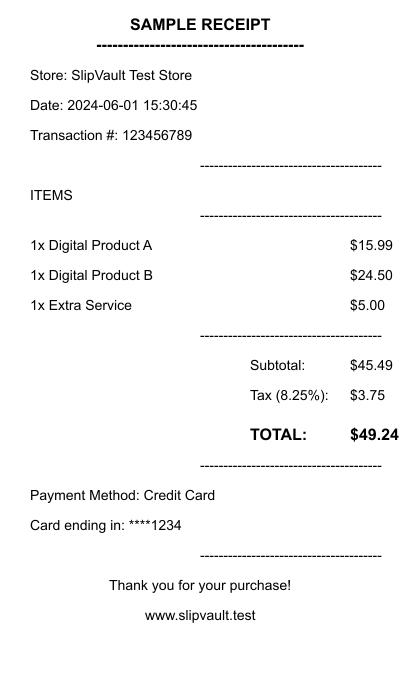 SAMPLE RECEIPT
----------------------------------
Store: SlipVault Test Store
Date: 2024-06-01 15:30:45
Transaction #: 123456789
---------------------------------------
ITEMS
---------------------------------------
1x Digital Product A $15.99
1x Digital Product B $24.50
1x Extra Service $5.00
---------------------------------------
Subtotal: $45.49
Tax (8.25%): $3.75
TOTAL: $49.24
---------------------------------------
Payment Method: Credit Card
Card ending in: ****1234
---------------------------------------
Thank you for your purchase!
www.slipvault.test